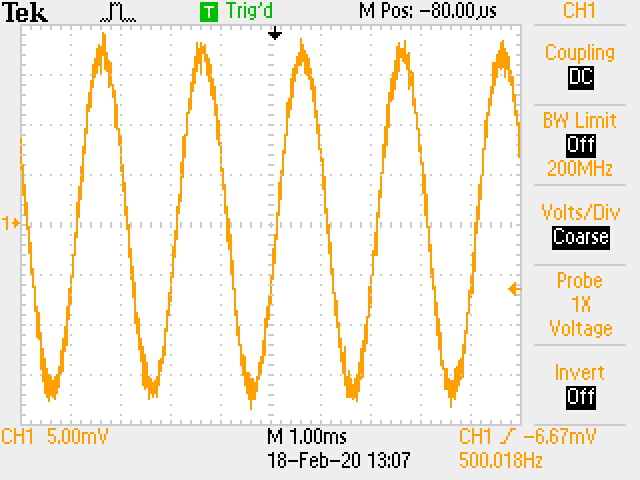 Tek T Trig'd M Pos: -80.00µs CH1
Coupling
DC
BW Limit
Off
200MHz
Volts/Div
Coarse
1
Probe
1X
Voltage
Invert
Off
CH1 5.00mV M 1.00ms CH1 -6.67mV
18-Feb-20 13:07 500.018Hz